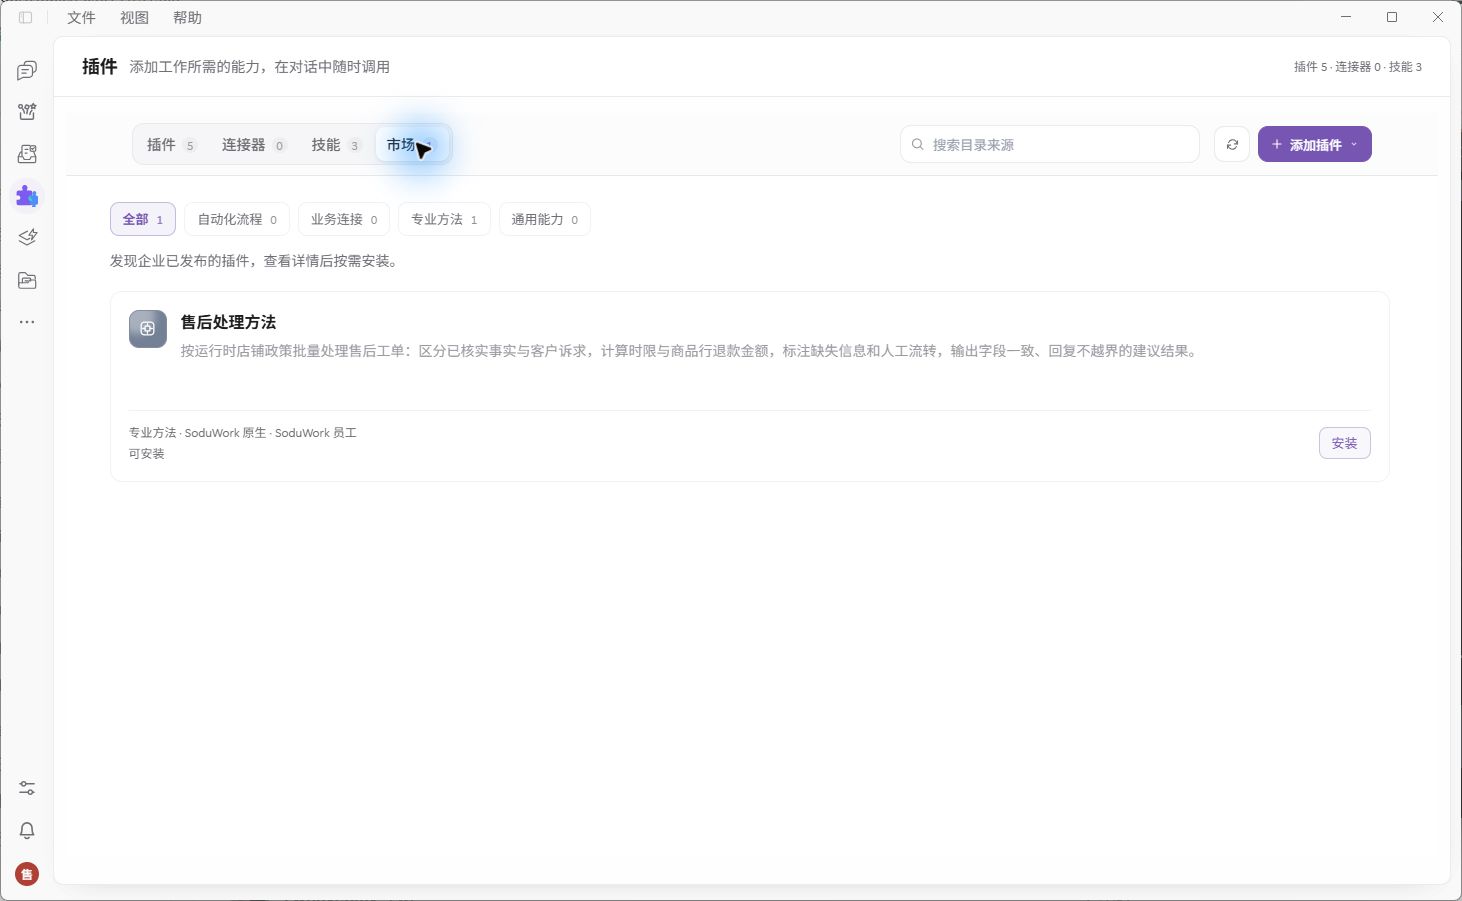 文件 视图 帮助
插件 添加工作所需的能力，在对话中随时调用
插件 5 · 连接器 0 · 技能 3
插件 5 连接器 0 技能 3 市场
搜索目录来源
添加插件
全部 1 自动化流程 0 业务连接 0 专业方法 1 通用能力 0
发现企业已发布的插件，查看详情后按需安装。
售后处理方法
按运行时店铺政策批量处理售后工单：区分已核实事实与客户诉求，计算时限与商品行退款金额，标注缺失信息和人工流转，输出字段一致、回复不越界的建议结果。
专业方法 · SoduWork 原生 · SoduWork 员工
可安装
安装
售